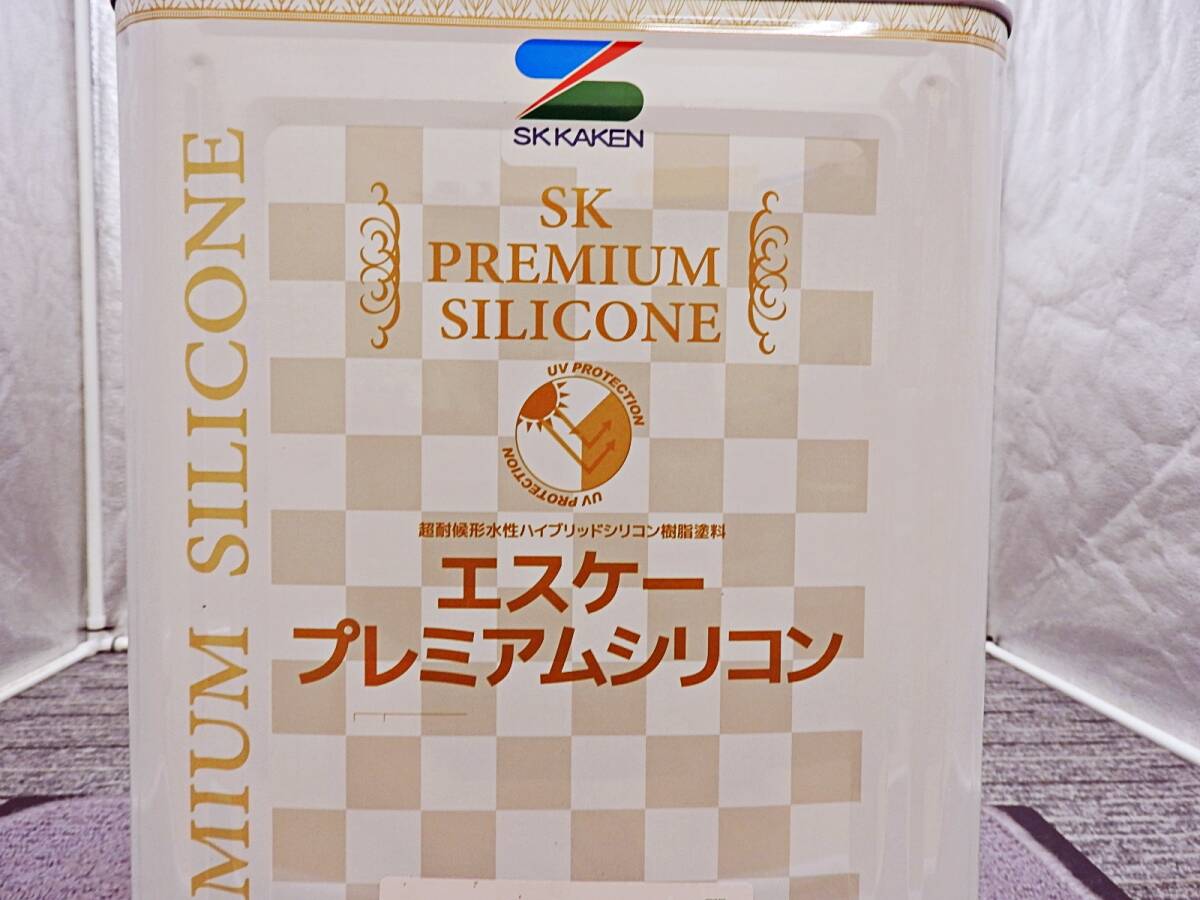 SK KAKEN
SK
PREMIUM
SILICONE
UV PROTECTION
UV PROTECTION
超耐候形水性ハイブリッドシリコン樹脂塗料
エスケー
プレミアムシリコン
MIUM SILICONE